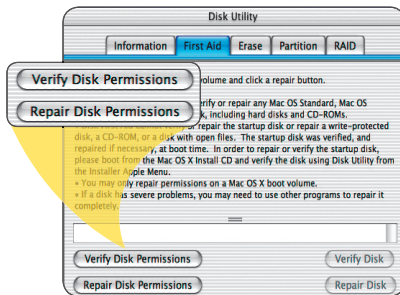 Disk Utility
Information First Aid Erase Partition RAID
Verify Disk Permissions
Repair Disk Permissions
volume and click a repair button.
verify or repair any Mac OS Standard, Mac OS
including hard disks and CD-ROMs.
or repair the startup disk or repair a write-protected
disk, a CD-ROM, or a disk with open files. The startup disk was verified, and
repaired if necessary, at boot time. In order to repair or verify the startup disk,
please boot from the Mac OS X Install CD and verify the disk using Disk Utility from
the Installer Apple Menu.
• You may only repair permissions on a Mac OS X boot volume.
• If a disk has severe problems, you may need to use other programs to repair it
completely.
Verify Disk Permissions Verify Disk
Repair Disk Permissions Repair Disk